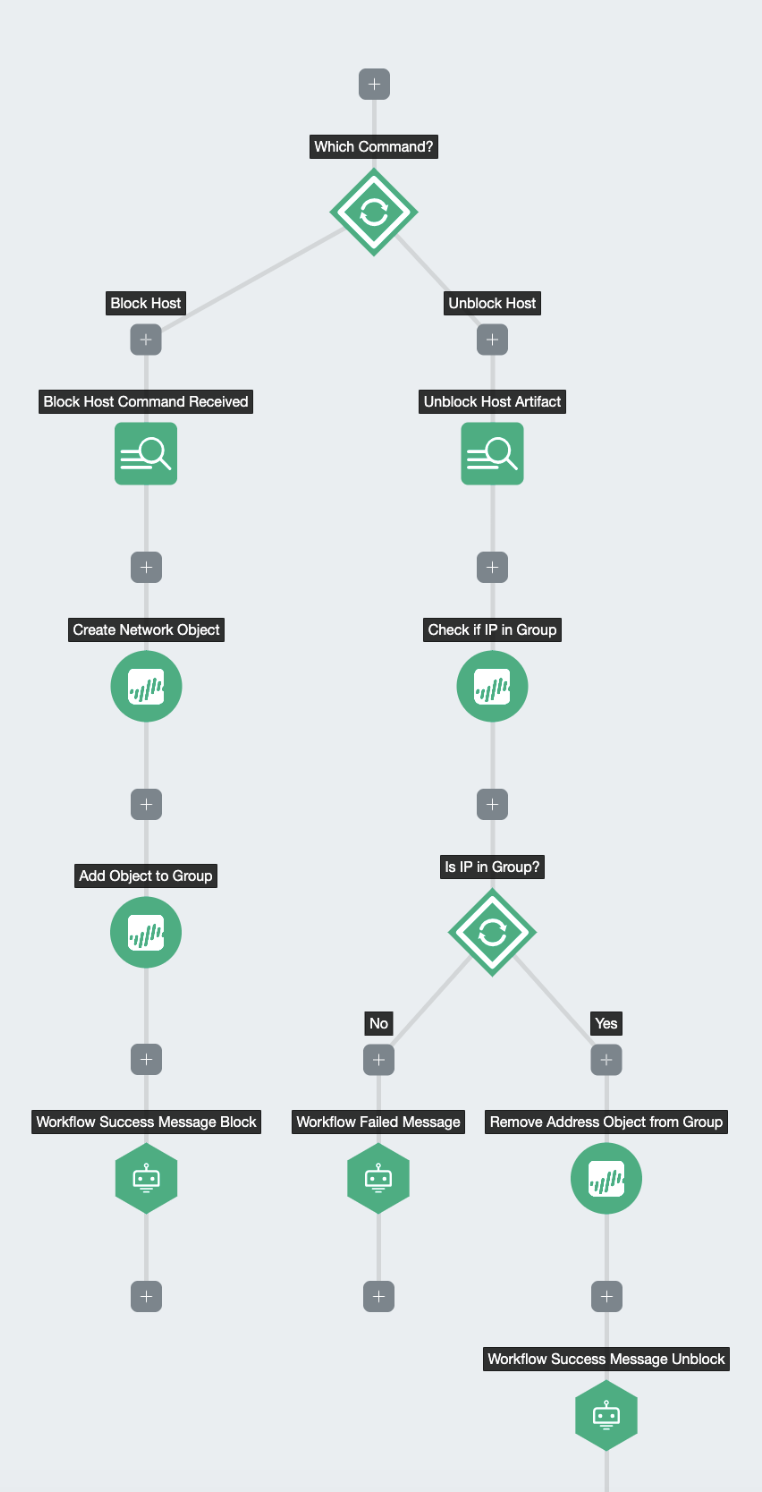 Which Command?
Block Host
Unblock Host
Block Host Command Received
Unblock Host Artifact
Create Network Object
Check if IP in Group
Is IP in Group?
Add Object to Group
No
Yes
Workflow Success Message Block
Workflow Failed Message
Remove Address Object from Group
Workflow Success Message Unblock